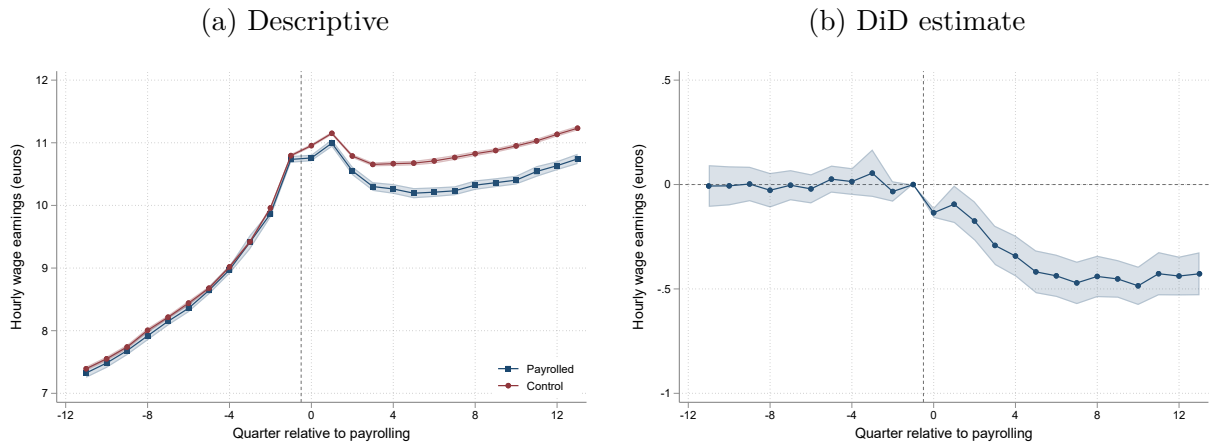 (a) Descriptive
Hourly wage earnings (euros)
12
11
10
9
8
7
-12 -8 -4 0 4 8 12
Quarter relative to payrolling
Payrolled
Control
(b) DiD estimate
Hourly wage earnings (euros)
.5
0
-.5
-1
-12 -8 -4 0 4 8 12
Quarter relative to payrolling